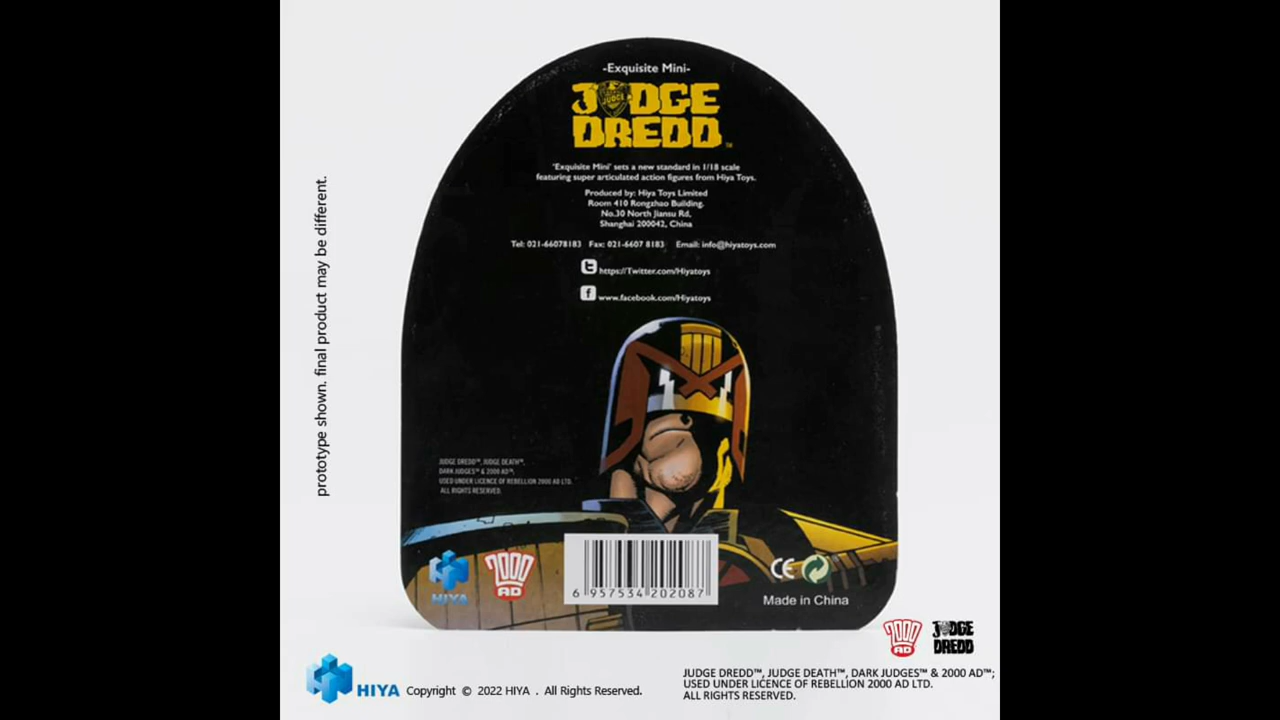 -Exquisite Mini-
JUDGE
JUDGE
DREDD™
'Exquisite Mini' sets a new standard in 1/18 scale
featuring super articulated action figures from Hiya Toys.
Produced by: Hiya Toys Limited
Room 410 Rongzhao Building.
No.30 North Jiansu Rd,
Shanghai 200042, China
Tel: 021-66078183 Fax: 021-6607 8183 Email: info@hiyatoys.com
https://Twitter.com/Hiyatoys
f www.facebook.com/Hiyatoys
prototype shown. final product may be different.
JUDGE DREDD™, JUDGE DEATH™,
DARK JUDGES™ & 2000 AD™;
USED UNDER LICENCE OF REBELLION 2000 AD LTD.
ALL RIGHTS RESERVED.
HIYA
2000
AD
6 957534 202087
CE
Made in China
2000
AD
JUDGE
DREDD
HIYA Copyright © 2022 HIYA . All Rights Reserved.
JUDGE DREDD™, JUDGE DEATH™, DARK JUDGES™ & 2000 AD™;
USED UNDER LICENCE OF REBELLION 2000 AD LTD.
ALL RIGHTS RESERVED.